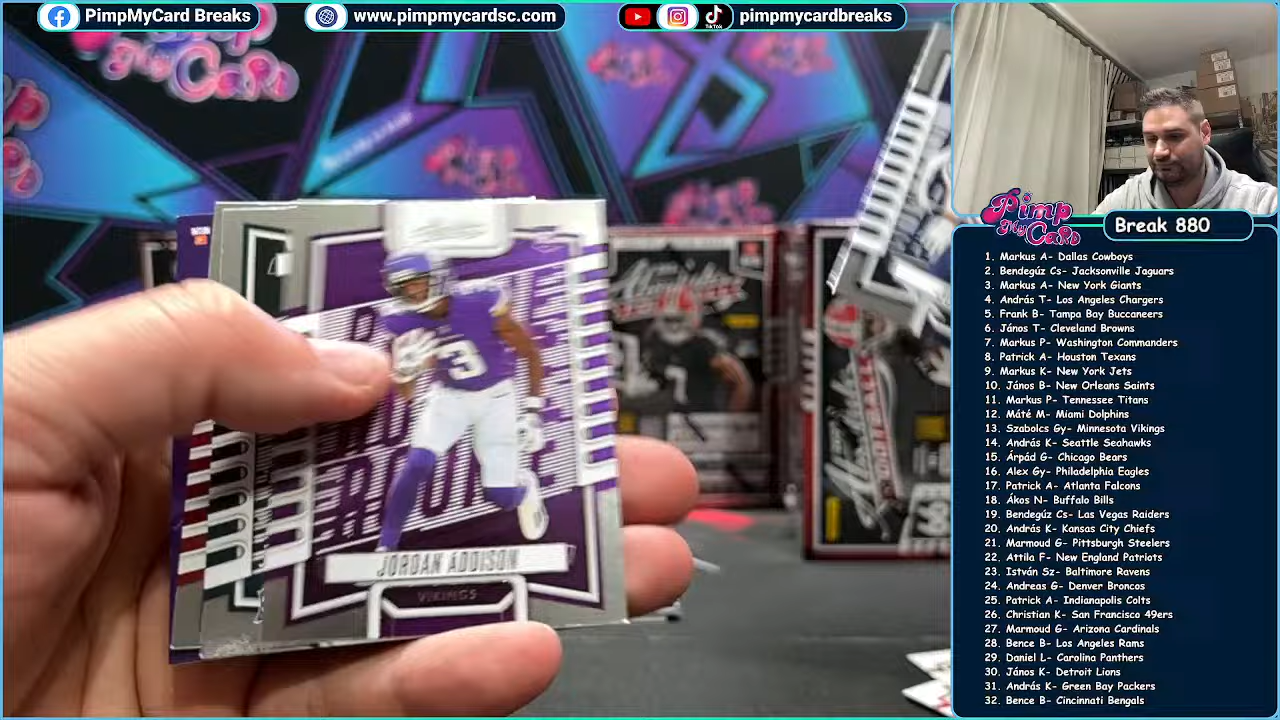 PimpMyCard Breaks
www.pimpmycardsc.com
TikTok
pimpmycardbreaks
Pimp
My Card
Break 880
1. Markus A- Dallas Cowboys
2. Bendegúz Cs- Jacksonville Jaguars
3. Markus A- New York Giants
4. András T- Los Angeles Chargers
5. Frank B- Tampa Bay Buccaneers
6. János T- Cleveland Browns
7. Markus P- Washington Commanders
8. Patrick A- Houston Texans
9. Markus K- New York Jets
10. János B- New Orleans Saints
11. Markus P- Tennessee Titans
12. Máté M- Miami Dolphins
13. Szabolcs Gy- Minnesota Vikings
14. András K- Seattle Seahawks
15. Árpád G- Chicago Bears
16. Alex Gy- Philadelphia Eagles
17. Patrick A- Atlanta Falcons
18. Ákos N- Buffalo Bills
19. Bendegúz Cs- Las Vegas Raiders
20. András K- Kansas City Chiefs
21. Marmoud G- Pittsburgh Steelers
22. Attila F- New England Patriots
23. István Sz- Baltimore Ravens
24. Andreas G- Denver Broncos
25. Patrick A- Indianapolis Colts
26. Christian K- San Francisco 49ers
27. Marmoud G- Arizona Cardinals
28. Bence B- Los Angeles Rams
29. Daniel L- Carolina Panthers
30. János K- Detroit Lions
31. András K- Green Bay Packers
32. Bence B- Cincinnati Bengals
Absolute
7
3
JORDAN ADDISON
VIKINGS